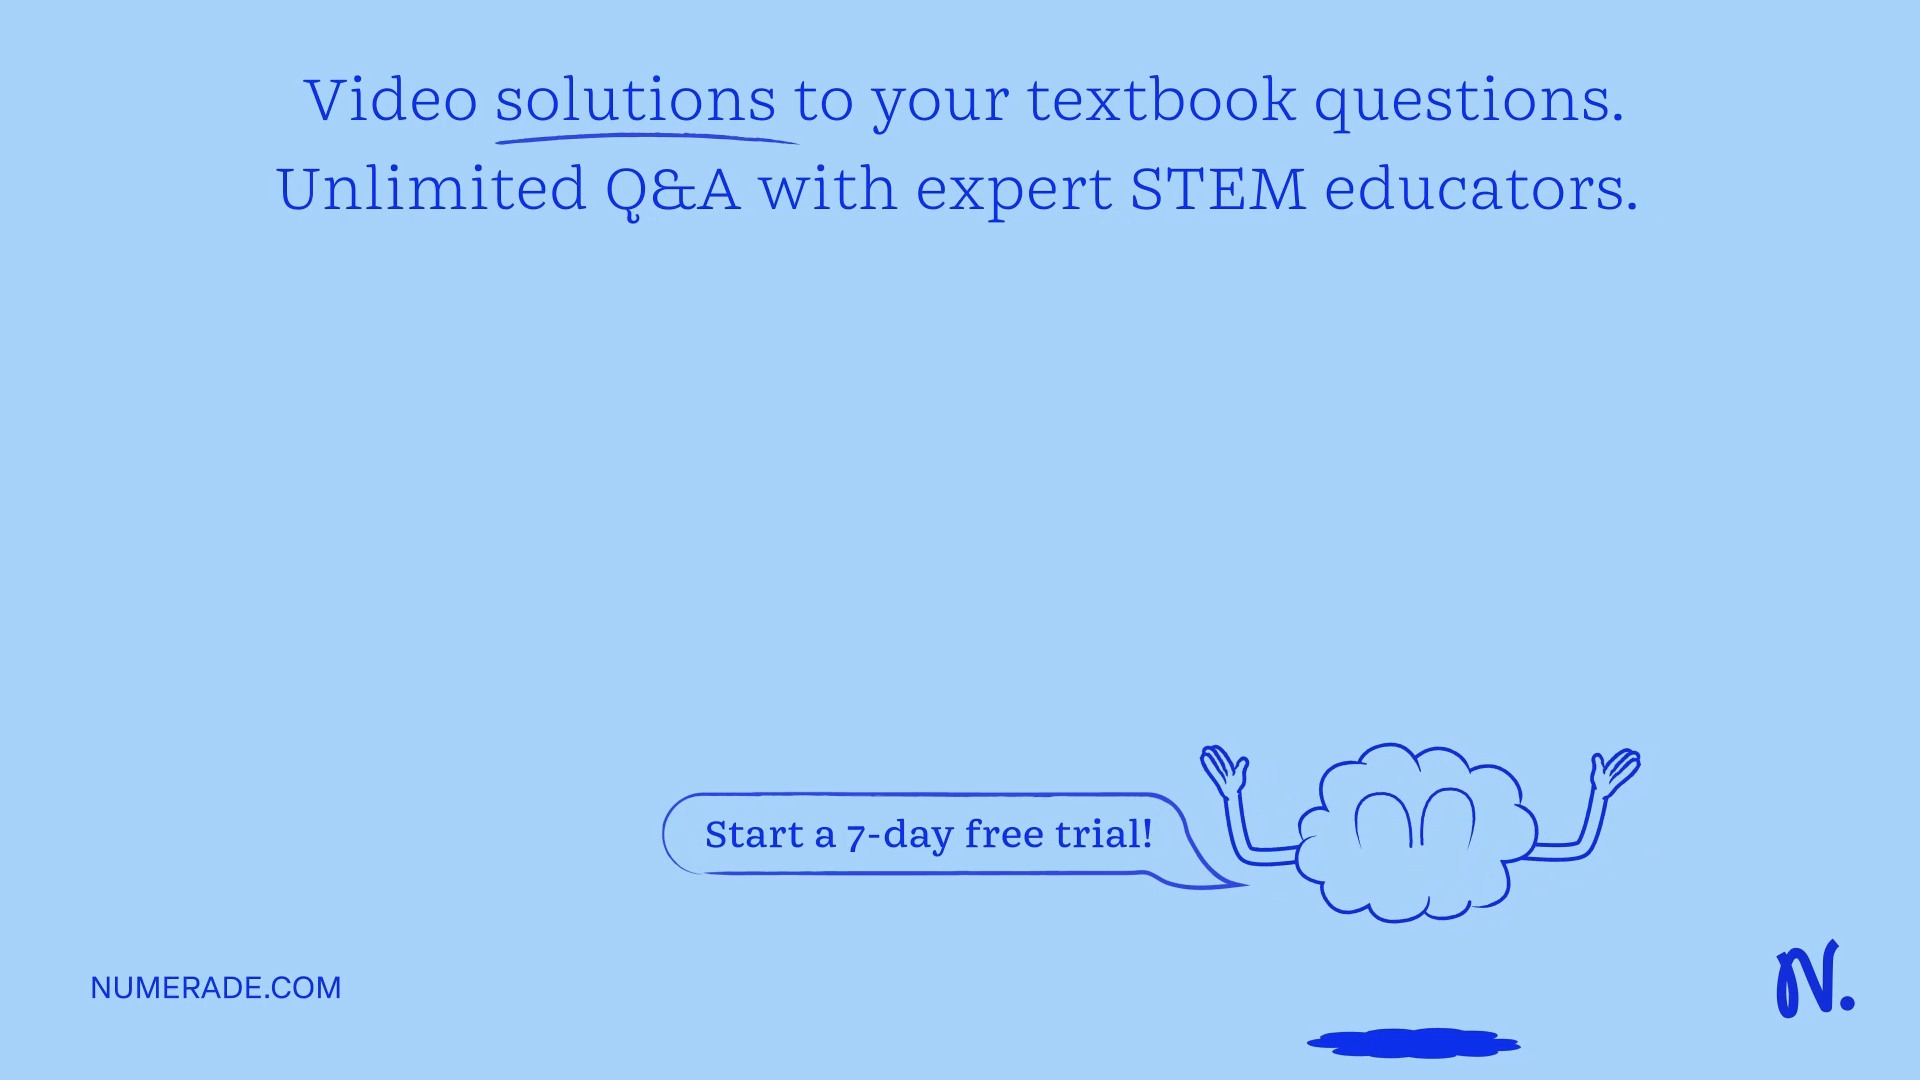 Video solutions to your textbook questions.
Unlimited Q&A with expert STEM educators.
Start a 7-day free trial!
NUMERADE.COM
N.